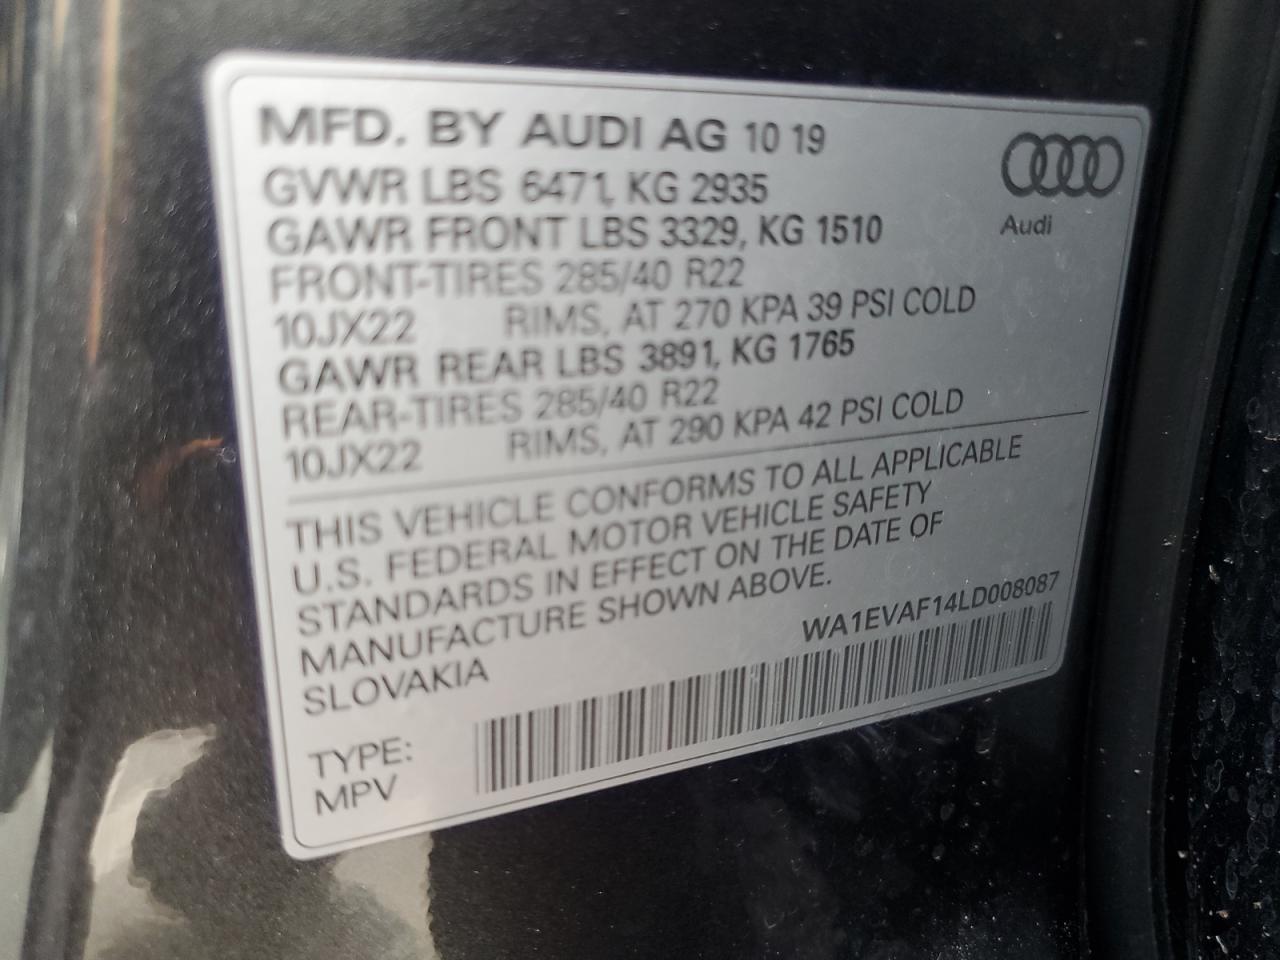 MFD. BY AUDI AG 10 19
GVWR LBS 6471, KG 2935
GAWR FRONT LBS 3329, KG 1510
FRONT-TIRES 285/40 R22
10JX22 RIMS, AT 270 KPA 39 PSI COLD
GAWR REAR LBS 3891, KG 1765
REAR-TIRES 285/40 R22
10JX22 RIMS, AT 290 KPA 42 PSI COLD
Audi
THIS VEHICLE CONFORMS TO ALL APPLICABLE
U.S. FEDERAL MOTOR VEHICLE SAFETY
STANDARDS IN EFFECT ON THE DATE OF
MANUFACTURE SHOWN ABOVE.
SLOVAKIA
WA1EVAF14LD008087
TYPE:
MPV